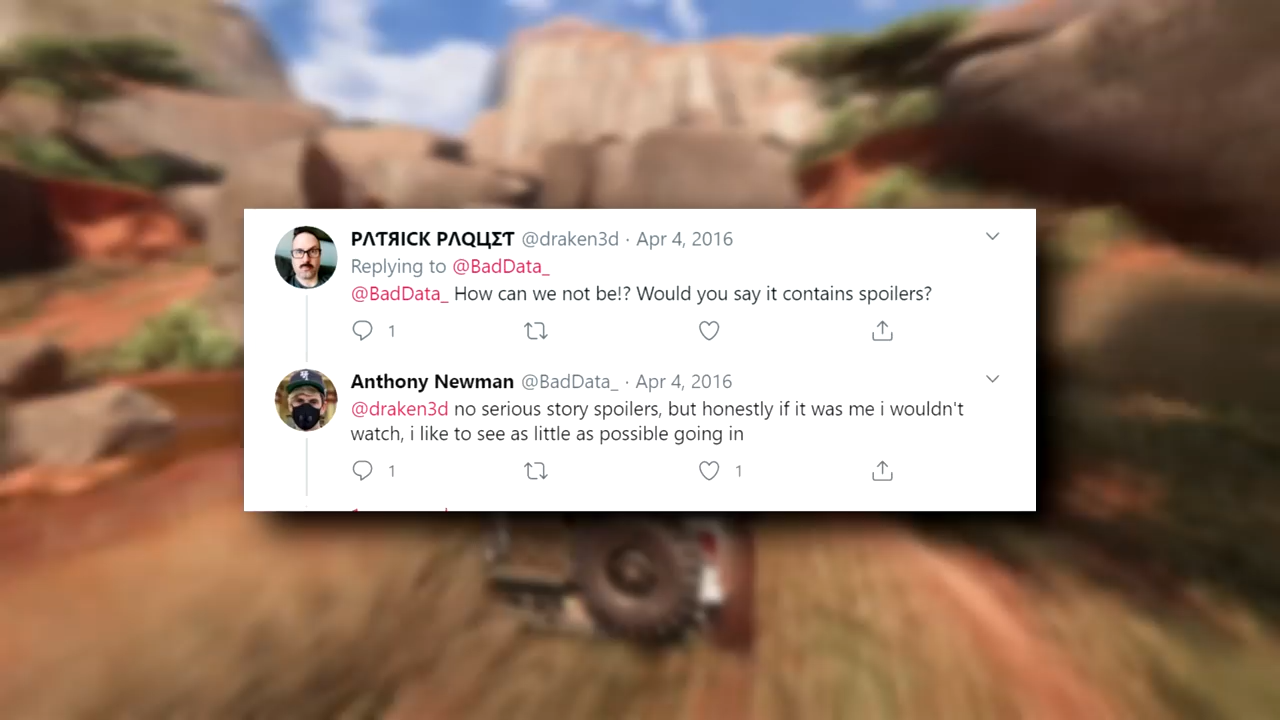 PΛTЯICK PΛQЦΣT @draken3d · Apr 4, 2016
Replying to @BadData_
@BadData_ How can we not be!? Would you say it contains spoilers?
1
Anthony Newman @BadData_ · Apr 4, 2016
@draken3d no serious story spoilers, but honestly if it was me i wouldn't
watch, i like to see as little as possible going in
1 1